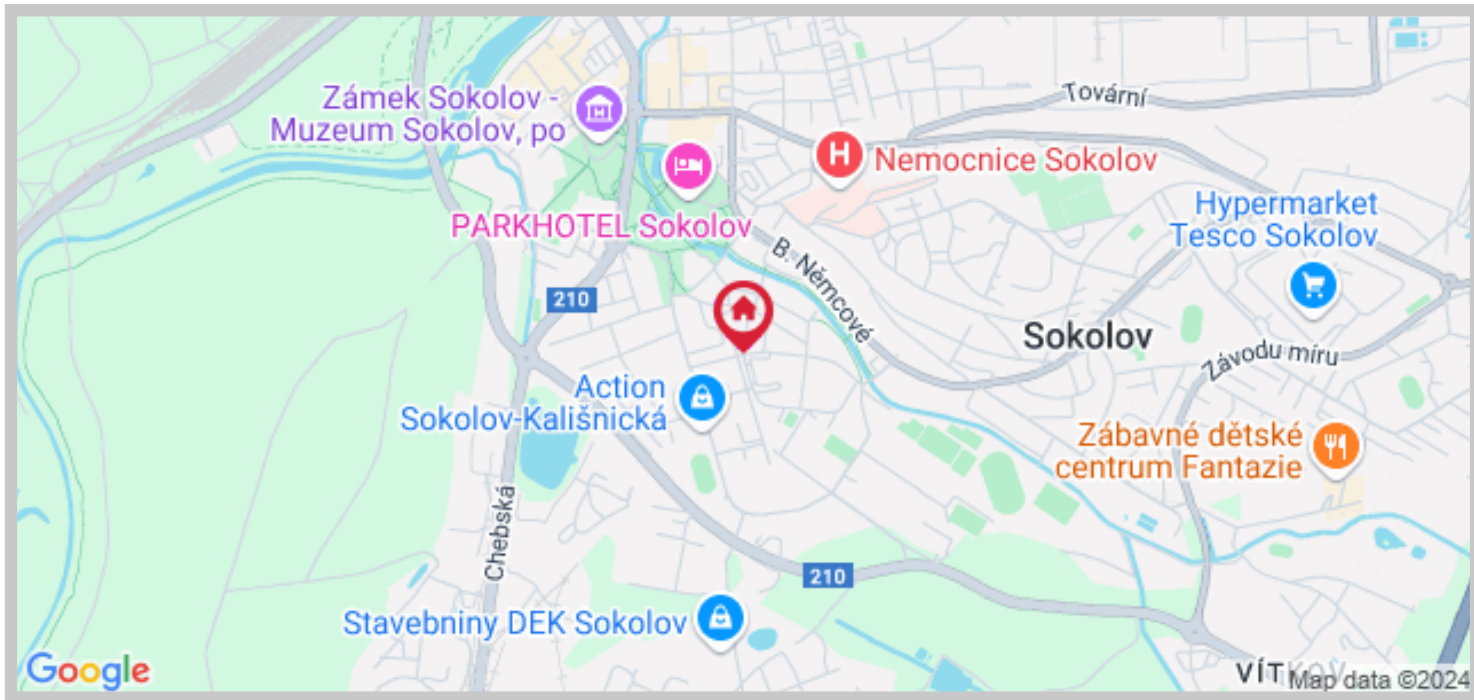 Tovární
Zámek Sokolov -
Muzeum Sokolov, po
H
Nemocnice Sokolov
PARKHOTEL Sokolov
Hypermarket
Tesco Sokolov
B. Němcové
210
Sokolov
Závodu míru
Action
Sokolov-Kališnická
Zábavné dětské
centrum Fantazie
Chebská
210
Stavebniny DEK Sokolov
Google
Map data ©2024